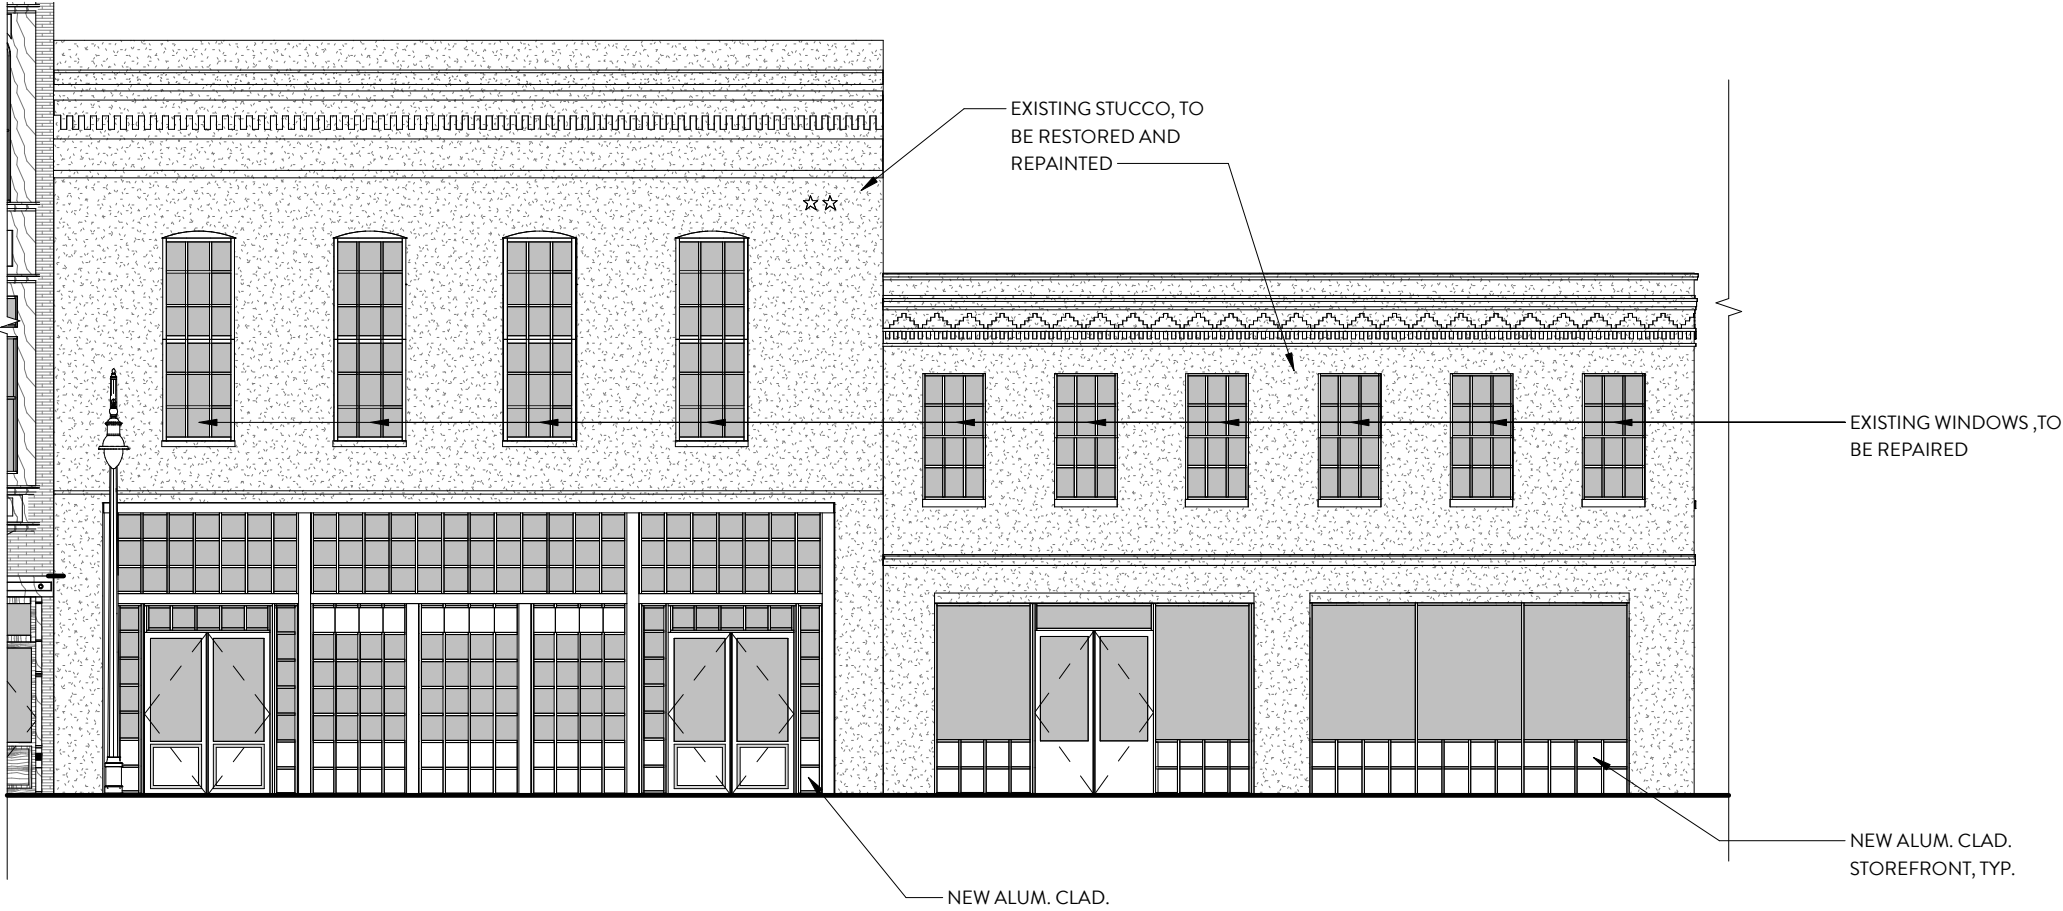 EXISTING STUCCO, TO
BE RESTORED AND
REPAINTED
EXISTING WINDOWS ,TO
BE REPAIRED
NEW ALUM. CLAD.
STOREFRONT, TYP.
NEW ALUM. CLAD.